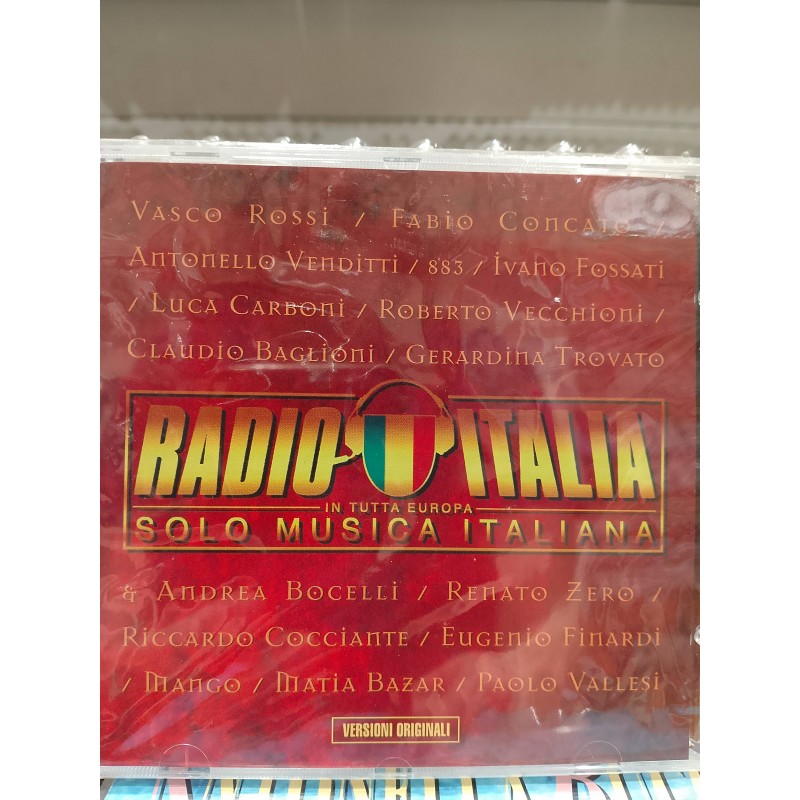 Vasco Rossi / Fabio Concato /
Antonello Venditti / 883 / Ivano Fossati
/ Luca Carboni / Roberto Vecchioni /
Claudio Baglioni / Gerardina Trovato
RADIO ITALIA
IN TUTTA EUROPA
SOLO MUSICA ITALIANA
& Andrea Bocelli / Renato Zero /
Riccardo Cocciante / Eugenio Finardi
/ Mango / Matia Bazar / Paolo Vallesi
VERSIONI ORIGINALI